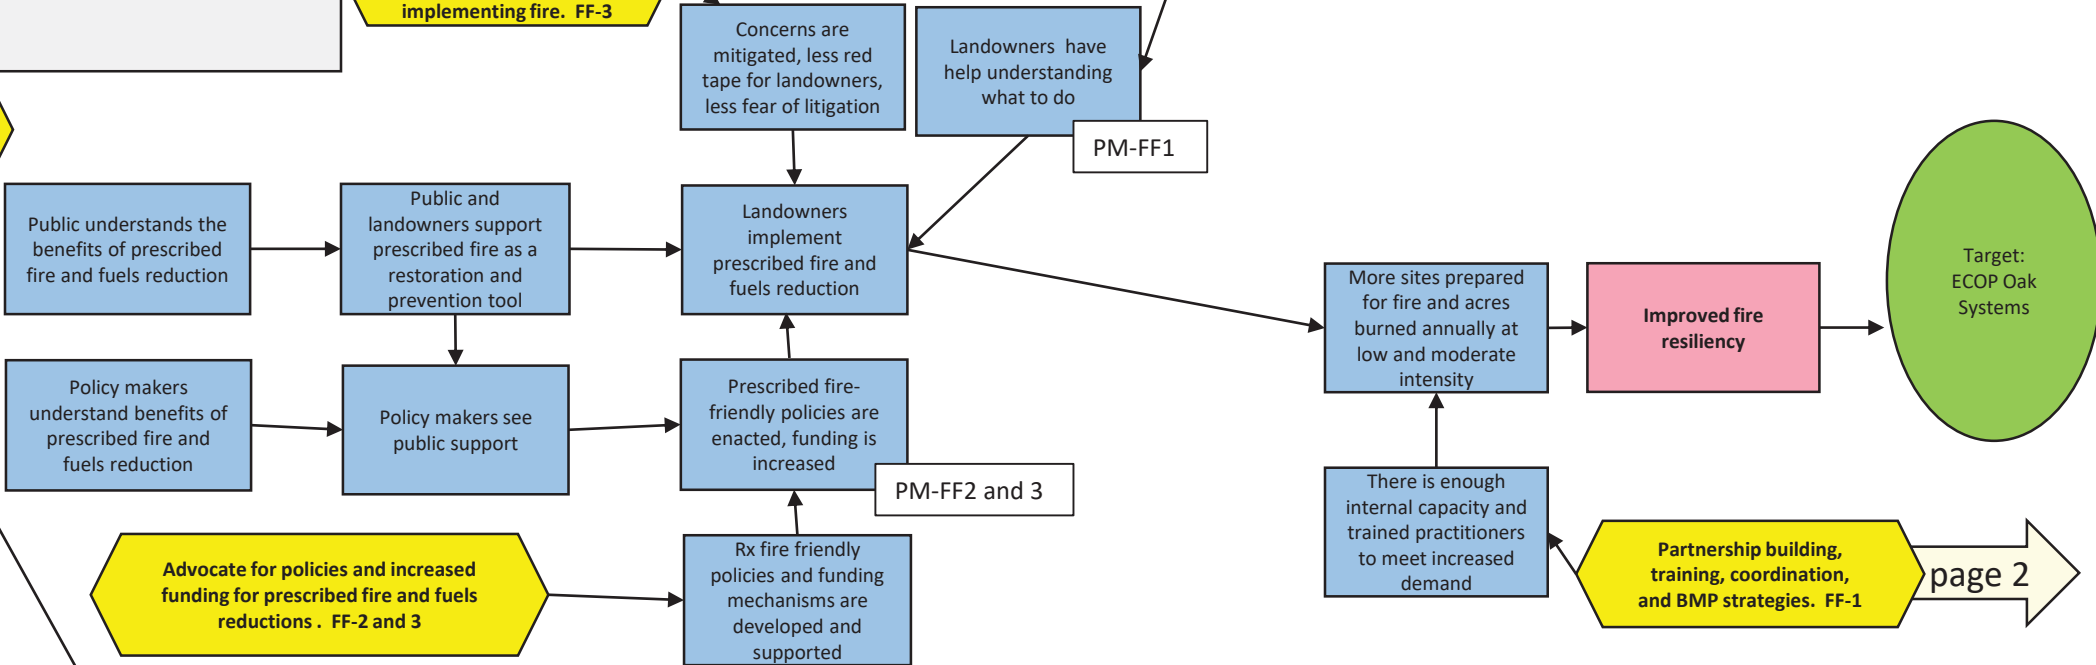 implementing fire.  FF-3
Concerns are
mitigated, less red
tape for landowners,
less fear of litigation
Landowners  have
help understanding
what to do
PM-FF1
Public understands the
benefits of prescribed
fire and fuels reduction
Public and
landowners support
prescribed fire as a
restoration and
prevention tool
Landowners
implement
prescribed fire and
fuels reduction
More sites prepared
for fire and acres
burned annually at
low and moderate
intensity
Improved fire
resiliency
Target:
ECOP Oak
Systems
Policy makers
understand benefits of
prescribed fire and
fuels reduction
Policy makers see
public support
Prescribed fire-
friendly policies are
enacted, funding is
increased
PM-FF2 and 3
There is enough
internal capacity and
trained practitioners
to meet increased
demand
Partnership building,
training, coordination,
and BMP strategies.  FF-1
page 2
Advocate for policies and increased
funding for prescribed fire and fuels
reductions .  FF-2 and 3
Rx fire friendly
policies and funding
mechanisms are
developed and
supported